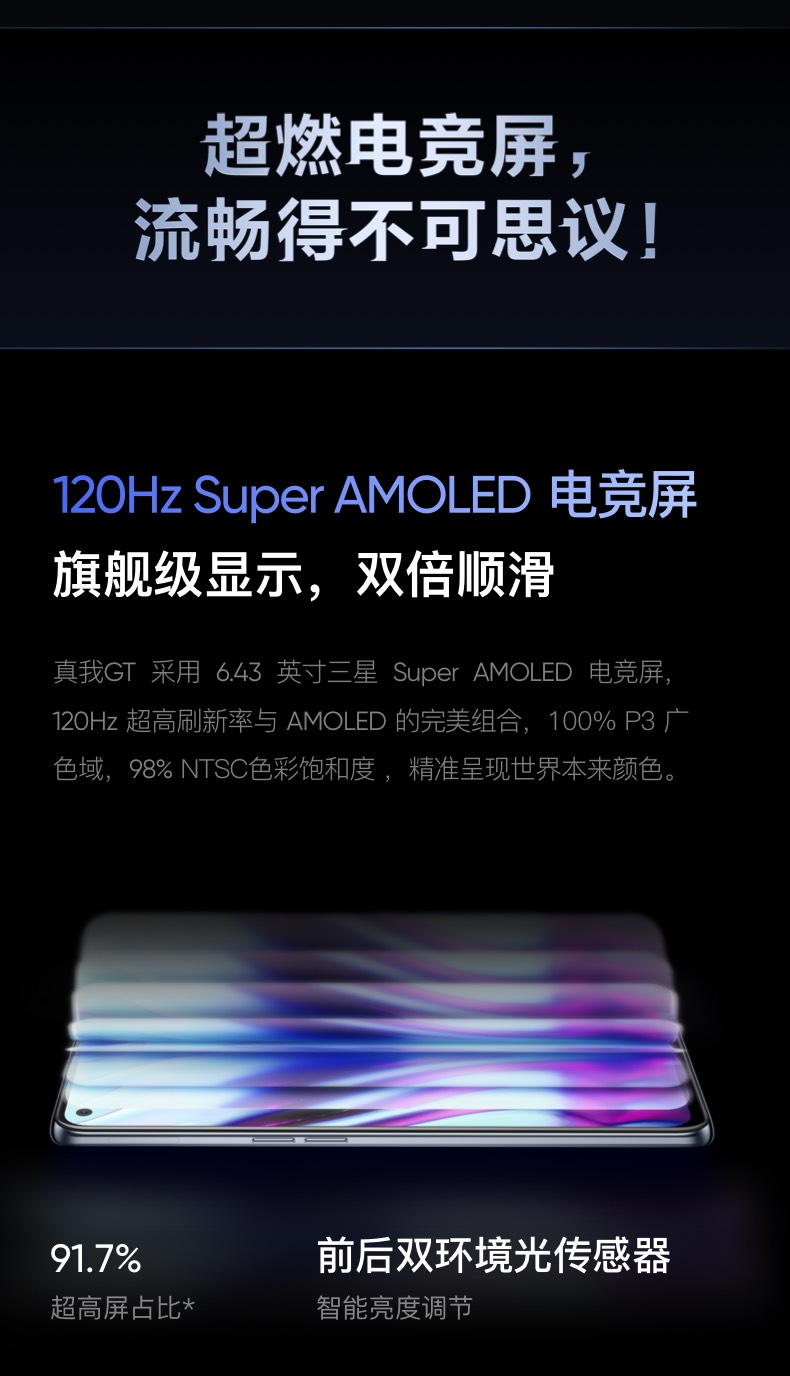 超燃电竞屏，
流畅得不可思议！
120Hz Super AMOLED 电竞屏
旗舰级显示，双倍顺滑
真我GT 采用 6.43 英寸三星 Super AMOLED 电竞屏，
120Hz 超高刷新率与 AMOLED 的完美组合，100% P3 广
色域，98% NTSC色彩饱和度 ，精准呈现世界本来颜色。
91.7%
超高屏占比*
前后双环境光传感器
智能亮度调节